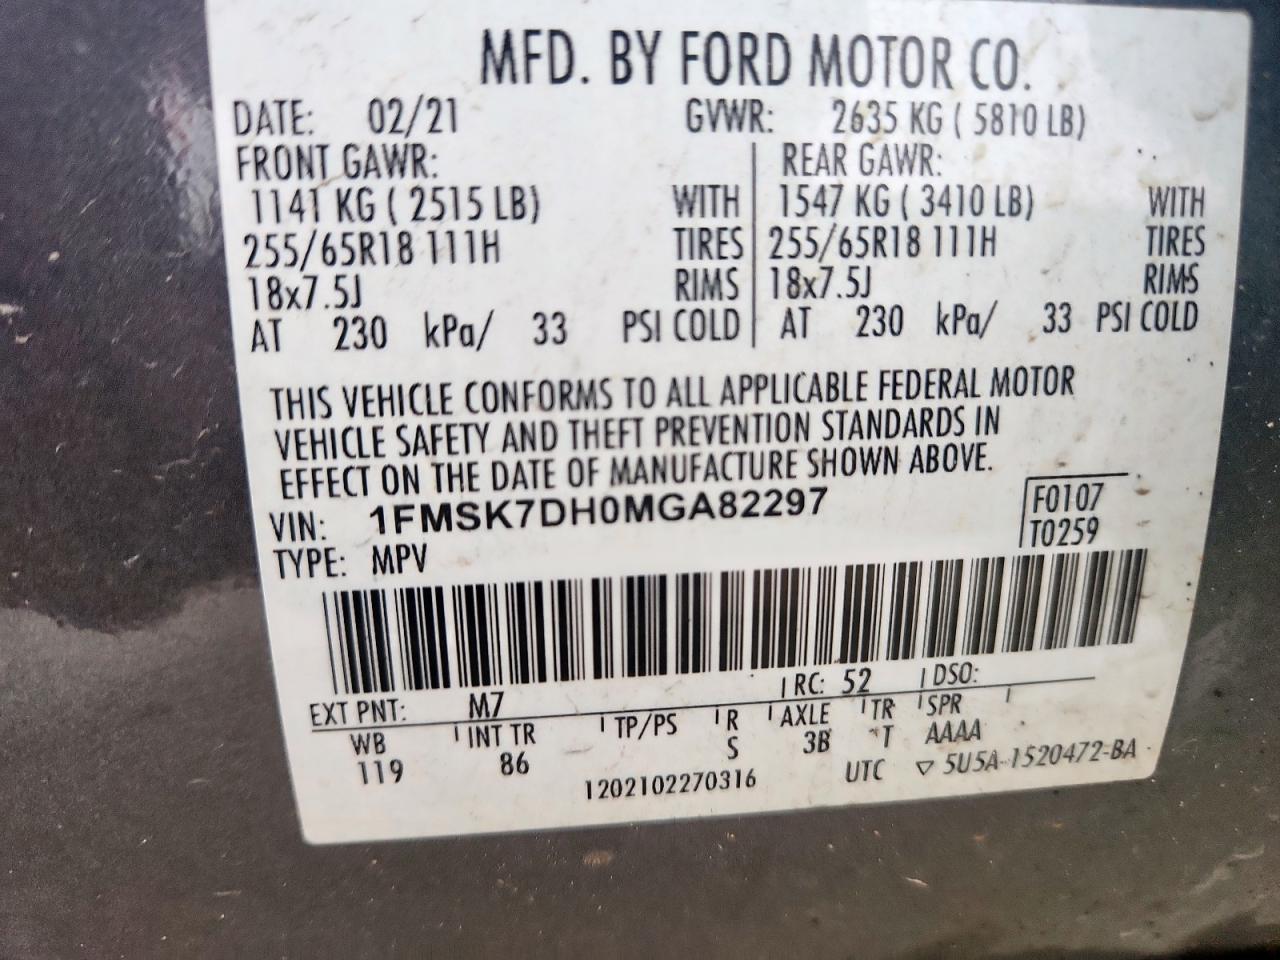 MFD. BY FORD MOTOR CO.
DATE: 02/21 GVWR: 2635 KG ( 5810 LB)
FRONT GAWR: REAR GAWR:
1141 KG ( 2515 LB) WITH 1547 KG ( 3410 LB) WITH
255/65R18 111H TIRES 255/65R18 111H TIRES
18x7.5J RIMS 18x7.5J RIMS
AT 230 kPa/ 33 PSI COLD AT 230 kPa/ 33 PSI COLD
THIS VEHICLE CONFORMS TO ALL APPLICABLE FEDERAL MOTOR
VEHICLE SAFETY AND THEFT PREVENTION STANDARDS IN
EFFECT ON THE DATE OF MANUFACTURE SHOWN ABOVE.
VIN: 1FMSK7DH0MGA82297 F0107
TYPE: MPV T0259
EXT PNT: M7 RC: 52 DSO:
WB INT TR TP/PS R AXLE TR SPR
119 86 S 3B T AAAA
1202102270316 UTC ▽ 5U5A-1520472-BA